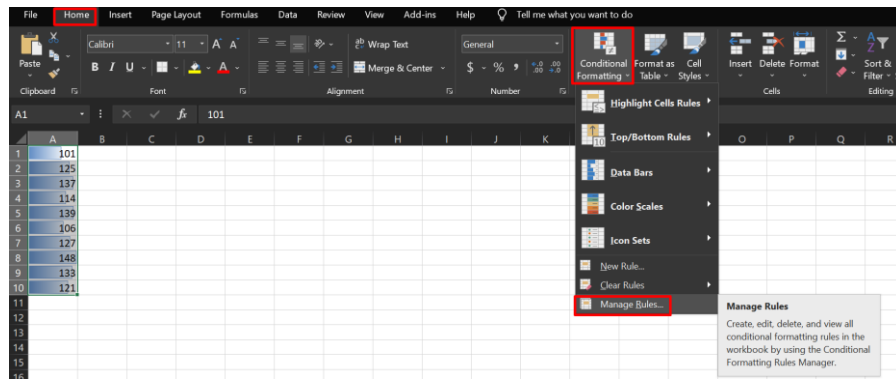 File Home Insert Page Layout Formulas Data Review View Add-ins Help Tell me what you want to do
Calibri 11 A A Wrap Text General Σ
Paste B I U A Merge & Center $ % , Conditional Formatting Format as Table Cell Styles Insert Delete Format Sort & Filter
Clipboard Font Alignment Number Cells Editing
A1 fx 101
A B C D E F G H I J K O P Q R
1 101
2 125
3 137
4 114
5 139
6 106
7 127
8 148
9 133
10 121
11
12
13
14
15
16
Highlight Cells Rules
Top/Bottom Rules
Data Bars
Color Scales
Icon Sets
New Rule...
Clear Rules
Manage Rules...
Manage Rules
Create, edit, delete, and view all
conditional formatting rules in the
workbook by using the Conditional
Formatting Rules Manager.